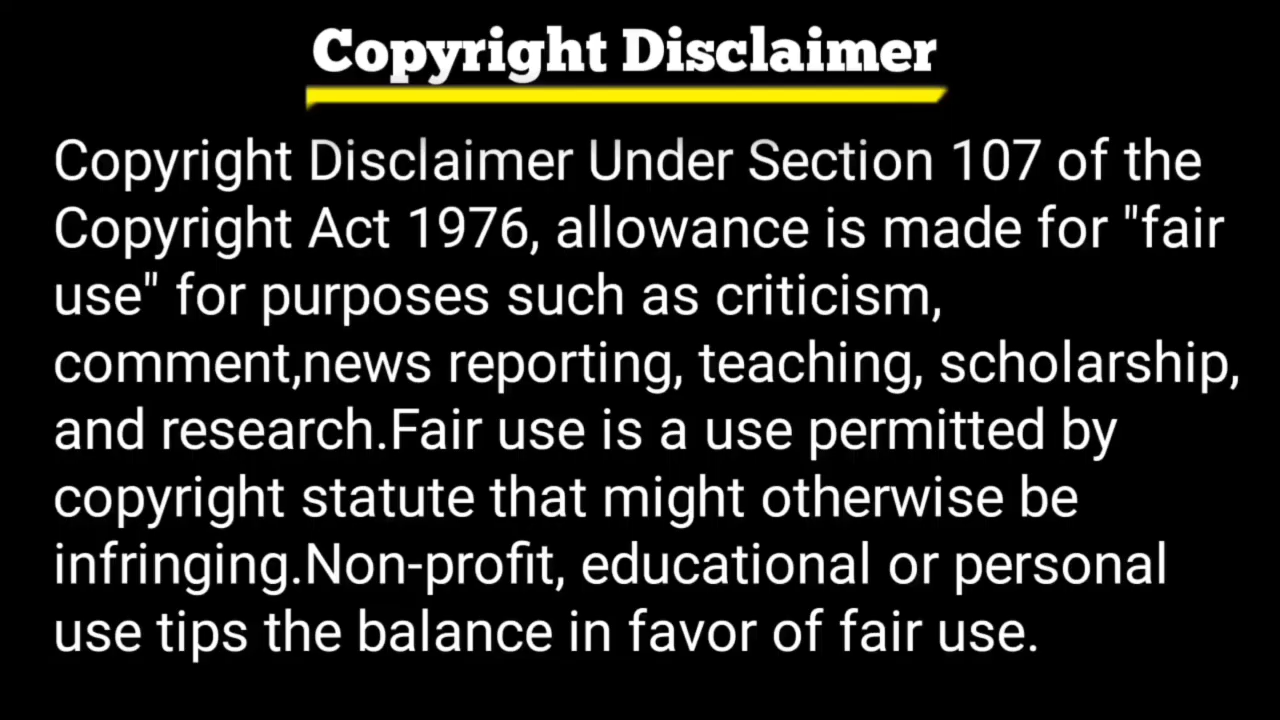 Copyright Disclaimer
Copyright Disclaimer Under Section 107 of the
Copyright Act 1976, allowance is made for "fair
use" for purposes such as criticism,
comment,news reporting, teaching, scholarship,
and research.Fair use is a use permitted by
copyright statute that might otherwise be
infringing.Non-profit, educational or personal
use tips the balance in favor of fair use.